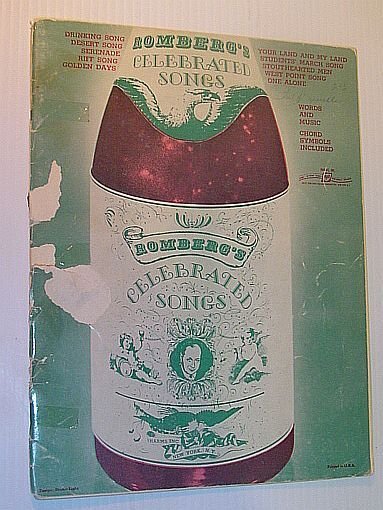 DRINKING SONG
DESERT SONG
SERENADE
RIFF SONG
GOLDEN DAYS
ROMBERG'S
CELEBRATED
SONGS
YOUR LAND AND MY LAND
STUDENTS' MARCH SONG
STOUTHEARTED MEN
WEST POINT SONG
ONE ALONE
WORDS
AND
MUSIC
CHORD
SYMBOLS
INCLUDED
ROMBERG'S
CELEBRATED
SONGS
HARMS, INC.
NEW YORK, N.Y.
Printed in U.S.A.